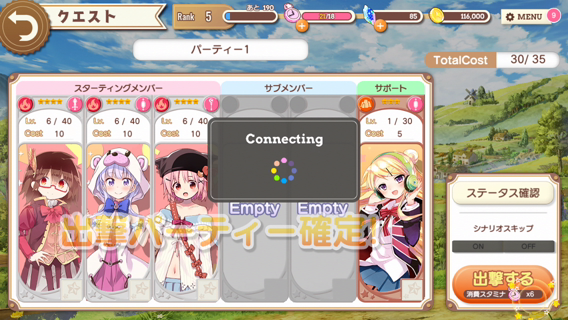 クエスト
Rank 5
あと 190
21/18
5
116,000
MENU
パーティー1
TotalCost 30/ 35
スターティングメンバー
サブメンバー
サポート
Lv. 6 / 40
Cost 10
Lv. 6 / 40
Cost 10
Lv. 6 / 40
Cost 10
Lv. 1 / 30
Cost 5
Connecting
Empty
Empty
出撃パーティー確定!
ステータス確認
シナリオスキップ
ON OFF
出撃する
消費スタミナ x6